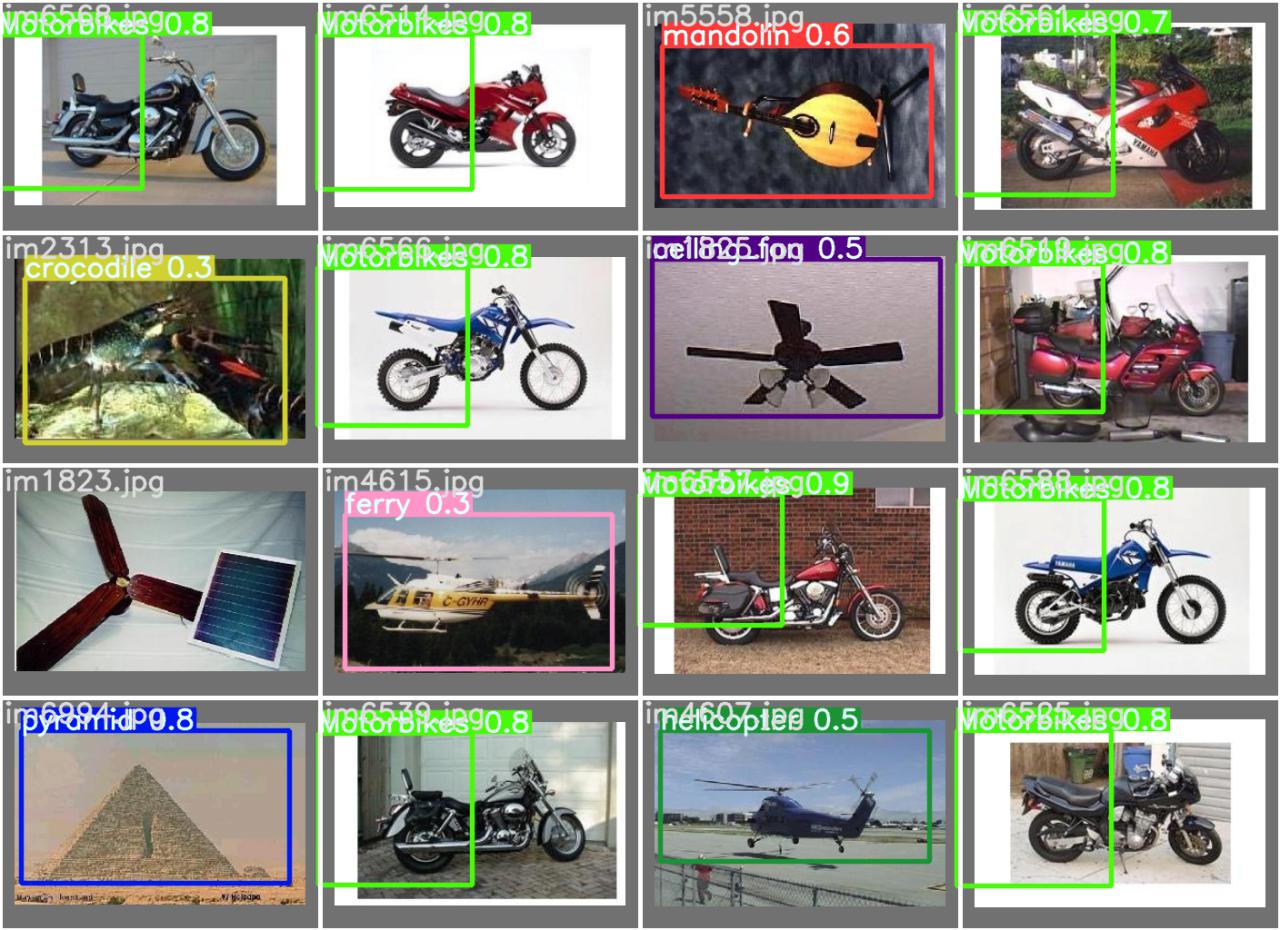 im6568.jpg
Motorbikes 0.8
im6514.jpg
Motorbikes 0.8
im5558.jpg
mandolin 0.6
im6561.jpg
Motorbikes 0.7
YAMAHA
im2313.jpg
crocodile 0.3
im6566.jpg
Motorbikes 0.8
im1825.jpg
ceiling_fan 0.5
im6519.jpg
Motorbikes 0.8
im1823.jpg
im4615.jpg
ferry 0.3
C-GYHR
im6557.jpg
Motorbikes 0.9
im6588.jpg
Motorbikes 0.8
YAMAHA
im6994.jpg
pyramid 0.8
im6539.jpg
Motorbikes 0.8
im4607.jpg
helicopter 0.5
Motorbikes 0.8